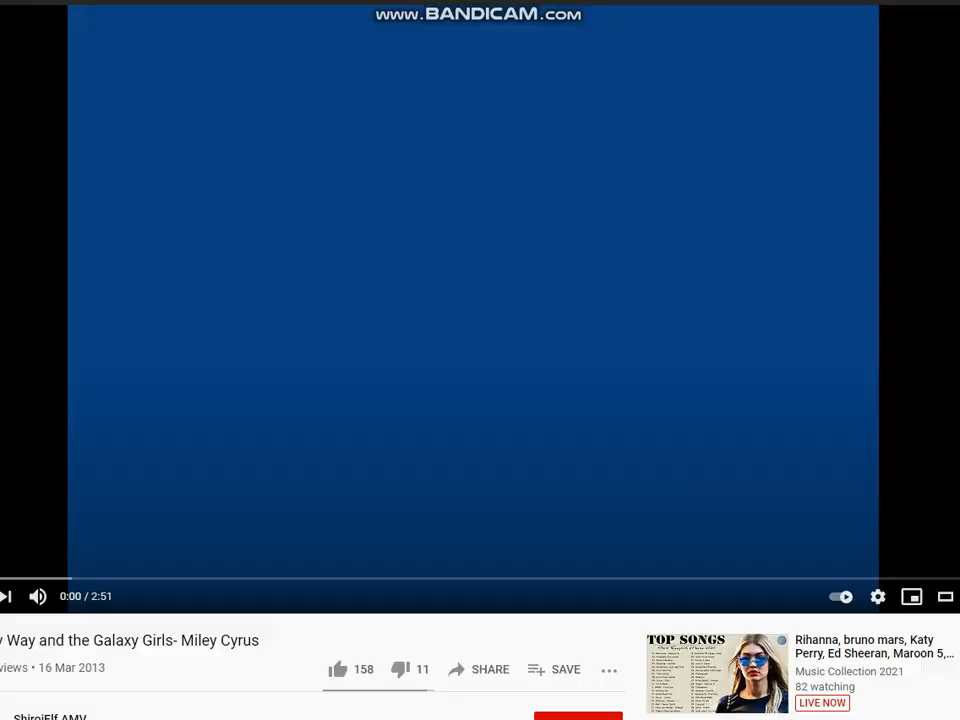 www.BANDICAM.com
0:00 / 2:51
Way and the Galaxy Girls- Miley Cyrus
views • 16 Mar 2013
158
11
SHARE
SAVE
ShiroiElf AMV
TOP SONGS
Rihanna, bruno mars, Katy
Perry, Ed Sheeran, Maroon 5,...
Music Collection 2021
82 watching
LIVE NOW